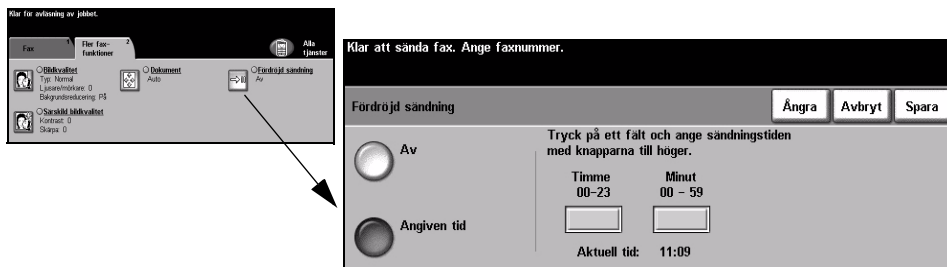 Klar för avläsning av jobbet.
Fax
1
Fler fax-
funktioner
2
Alla
tjänster
Bildkvalitet
Typ: Normal
Ljusare/mörkare: 0
Bakgrundsreducering: På
Dokument
Auto
Fördröjd sändning
Av
Särskild bildkvalitet
Kontrast: 0
Skärpa: 0
Klar att sända fax. Ange faxnummer.
Fördröjd sändning
Ångra
Avbryt
Spara
Av
Angiven tid
Tryck på ett fält och ange sändningstiden
med knapparna till höger.
Timme
00-23
Minut
00 - 59
Aktuell tid: 11:09